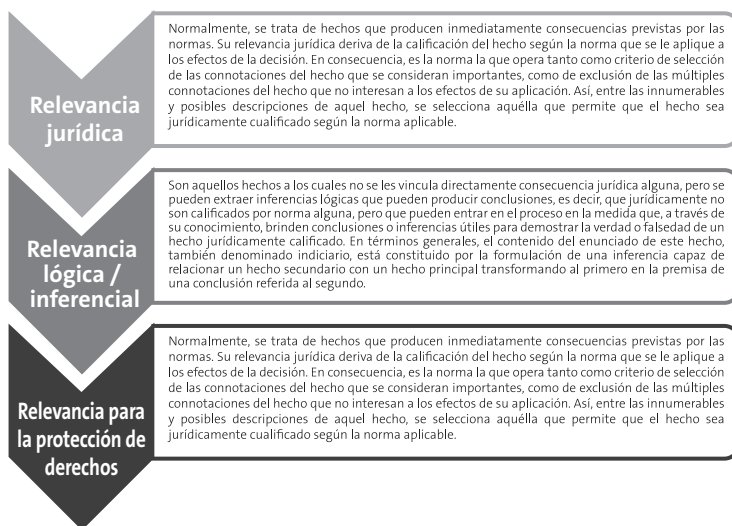 Relevancia
jurídica
Normalmente, se trata de hechos que producen inmediatamente consecuencias previstas por las
normas. Su relevancia jurídica deriva de la calificación del hecho según la norma que se le aplique a
los efectos de la decisión. En consecuencia, es la norma la que opera tanto como criterio de selección
de las connotaciones del hecho que se consideran importantes, como de exclusión de las múltiples
connotaciones del hecho que no interesan a los efectos de su aplicación. Así, entre las innumerables
y posibles descripciones de aquel hecho, se selecciona aquélla que permite que el hecho sea
jurídicamente cualificado según la norma aplicable.
Relevancia
lógica /
inferencial
Son aquellos hechos a los cuales no se les vincula directamente consecuencia jurídica alguna, pero se
pueden extraer inferencias lógicas que pueden producir conclusiones, es decir, que jurídicamente no
son calificados por norma alguna, pero que pueden entrar en el proceso en la medida que, a través de
su conocimiento, brinden conclusiones o inferencias útiles para demostrar la verdad o falsedad de un
hecho jurídicamente calificado. En términos generales, el contenido del enunciado de este hecho,
también denominado indiciario, está constituido por la formulación de una inferencia capaz de
relacionar un hecho secundario con un hecho principal transformando al primero en la premisa de
una conclusión referida al segundo.
Relevancia para
la protección de
derechos
Normalmente, se trata de hechos que producen inmediatamente consecuencias previstas por las
normas. Su relevancia jurídica deriva de la calificación del hecho según la norma que se le aplique a
los efectos de la decisión. En consecuencia, es la norma la que opera tanto como criterio de selección
de las connotaciones del hecho que se consideran importantes, como de exclusión de las múltiples
connotaciones del hecho que no interesan a los efectos de su aplicación. Así, entre las innumerables
y posibles descripciones de aquel hecho, se selecciona aquélla que permite que el hecho sea
jurídicamente cualificado según la norma aplicable.